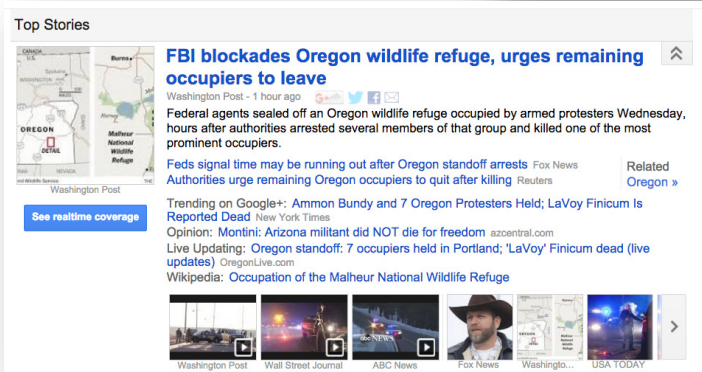 Top Stories
CANADA
U.S.
Spokane
WASHINGTON
OREGON
DETAIL
Burns
Malheur
National
Wildlife
Refuge
Washington Post
See realtime coverage
FBI blockades Oregon wildlife refuge, urges remaining
occupiers to leave
Washington Post - 1 hour ago
Federal agents sealed off an Oregon wildlife refuge occupied by armed protesters Wednesday,
hours after authorities arrested several members of that group and killed one of the most
prominent occupiers.
Feds signal time may be running out after Oregon standoff arrests Fox News
Authorities urge remaining Oregon occupiers to quit after killing Reuters
Related
Oregon »
Trending on Google+: Ammon Bundy and 7 Oregon Protesters Held; LaVoy Finicum Is
Reported Dead New York Times
Opinion: Montini: Arizona militant did NOT die for freedom azcentral.com
Live Updating: Oregon standoff: 7 occupiers held in Portland; 'LaVoy' Finicum dead (live
updates) OregonLive.com
Wikipedia: Occupation of the Malheur National Wildlife Refuge
abc NEWS
Washington Post
Wall Street Journal
ABC News
Fox News
Washingto...
USA TODAY